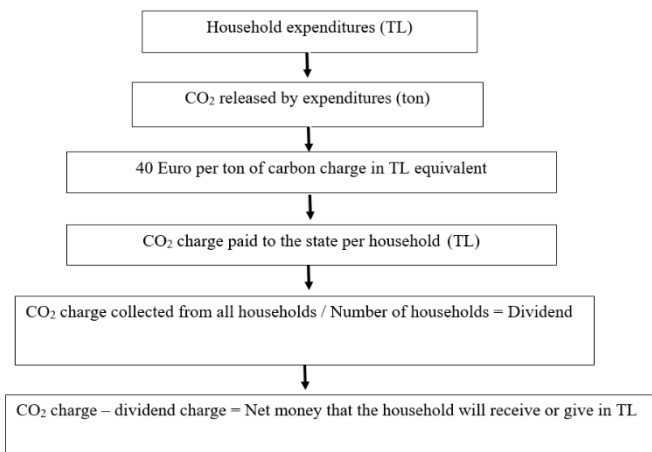 Household expenditures (TL)
CO₂ released by expenditures (ton)
40 Euro per ton of carbon charge in TL equivalent
CO₂ charge paid to the state per household (TL)
CO₂ charge collected from all households / Number of households = Dividend
CO₂ charge – dividend charge = Net money that the household will receive or give in TL